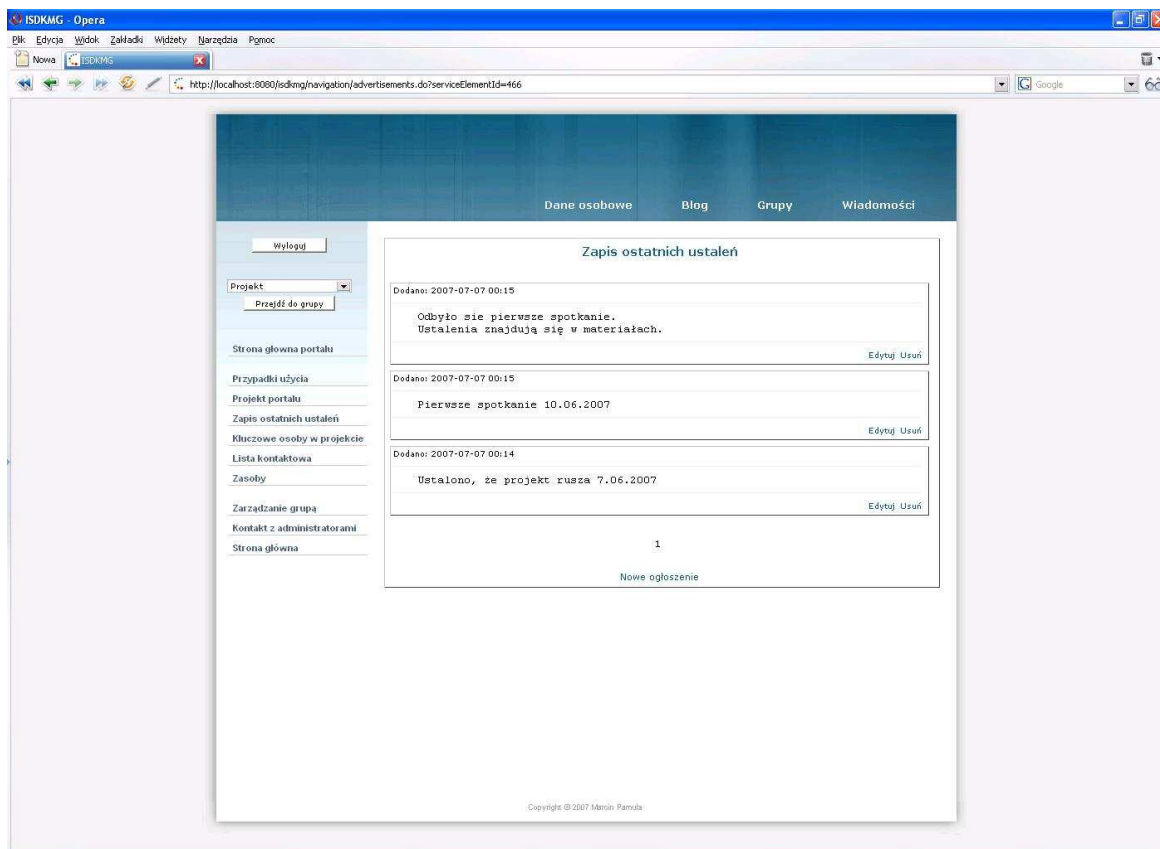 ISDKMG - Opera
Plik Edycja Widok Zakładki Widżety Narzędzia Pomoc
Nowa ISDKMG
http://localhost:8080/isdkmg/navigation/advertisements.do?serviceElementId=466
Google
Dane osobowe Blog Grupy Wiadomości
Wyloguj
Projekt
Przejdź do grupy
Strona głowna portalu
Przypadki użycia
Projekt portalu
Zapis ostatnich ustaleń
Kluczowe osoby w projekcie
Lista kontaktowa
Zasoby
Zarządzanie grupą
Kontakt z administratorami
Strona główna
Zapis ostatnich ustaleń
Dodano: 2007-07-07 00:15
Odbyło sie pierwsze spotkanie.
Ustalenia znajdują się w materiałach.
Edytuj Usuń
Dodano: 2007-07-07 00:15
Pierwsze spotkanie 10.06.2007
Edytuj Usuń
Dodano: 2007-07-07 00:14
Ustalono, że projekt rusza 7.06.2007
Edytuj Usuń
1
Nowe ogłoszenie
Copyright © 2007 Marcin Pamuła